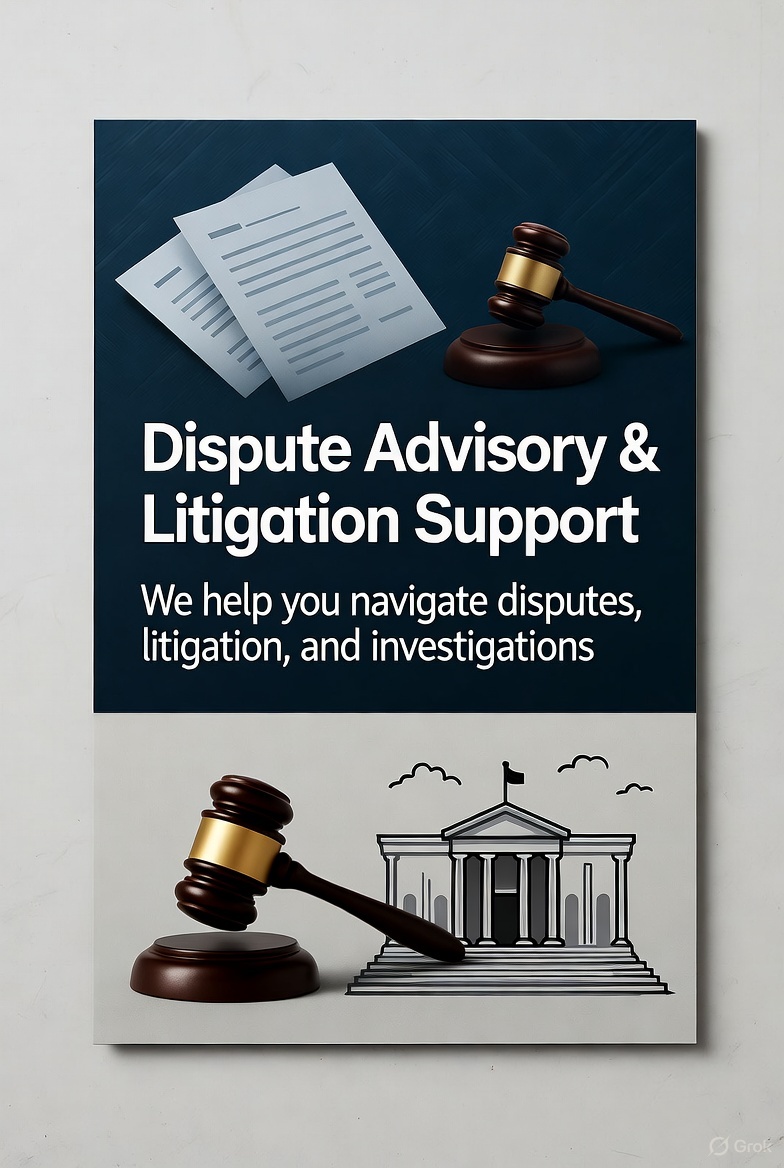 Dispute Advisory &
Litigation Support
We help you navigate disputes,
litigation, and investigations
Grok